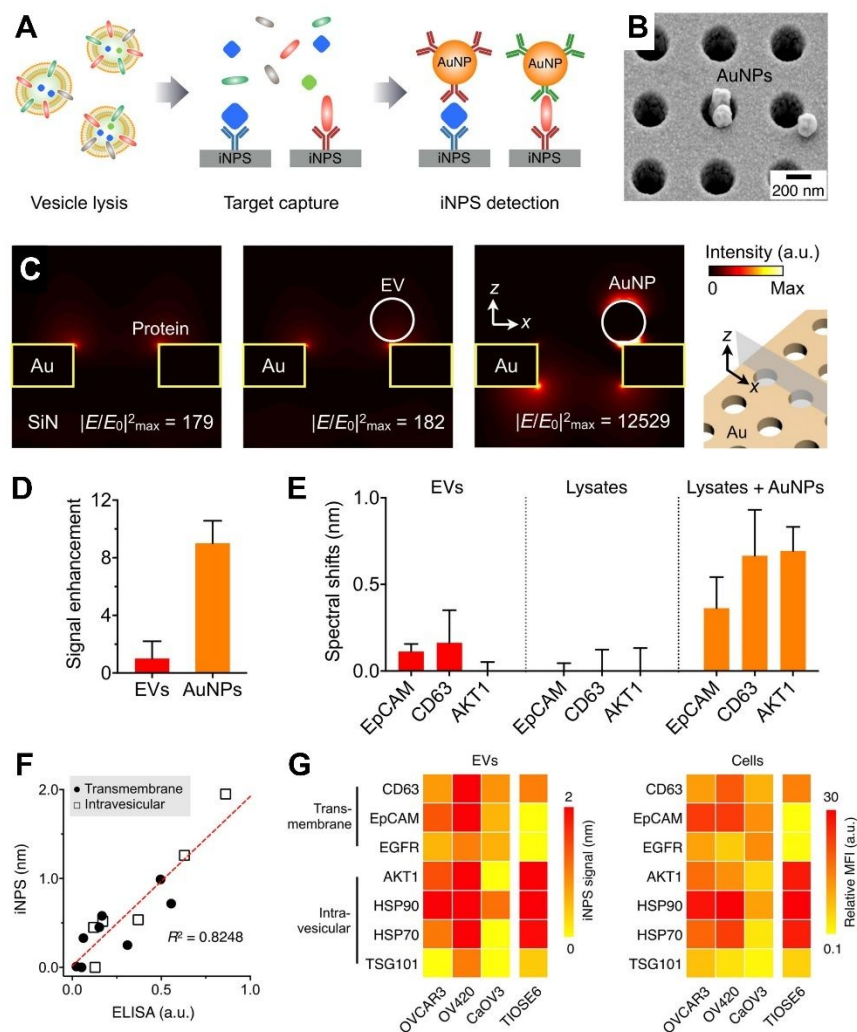 A
AuNP
AuNP
iNPS
iNPS
iNPS
iNPS
Vesicle lysis
Target capture
iNPS detection
B
AuNPs
200 nm
C
Protein
Au
SiN
|E/E0|²max = 179
EV
Au
|E/E0|²max = 182
AuNP
z
x
|E/E0|²max = 12529
Intensity (a.u.)
0
Max
z
x
Au
D
Signal enhancement
12
8
4
0
EVs
AuNPs
E
EVs
Lysates
Lysates + AuNPs
Spectral shifts (nm)
1.0
0.5
0.0
EpCAM
CD63
AKT1
EpCAM
CD63
AKT1
EpCAM
CD63
AKT1
F
Transmembrane
Intravesicular
iNPS (nm)
2.0
1.0
0.0
R² = 0.8248
0.0
0.5
1.0
ELISA (a.u.)
G
EVs
Trans-
membrane
Intra-
vesicular
CD63
EpCAM
EGFR
AKT1
HSP90
HSP70
TSG101
OVCAR3
OV420
CaOV3
TIOSE6
2
iNPS signal (nm)
0
Cells
CD63
EpCAM
EGFR
AKT1
HSP90
HSP70
TSG101
OVCAR3
OV420
CaOV3
TIOSE6
30
Relative MFI (a.u.)
0.1